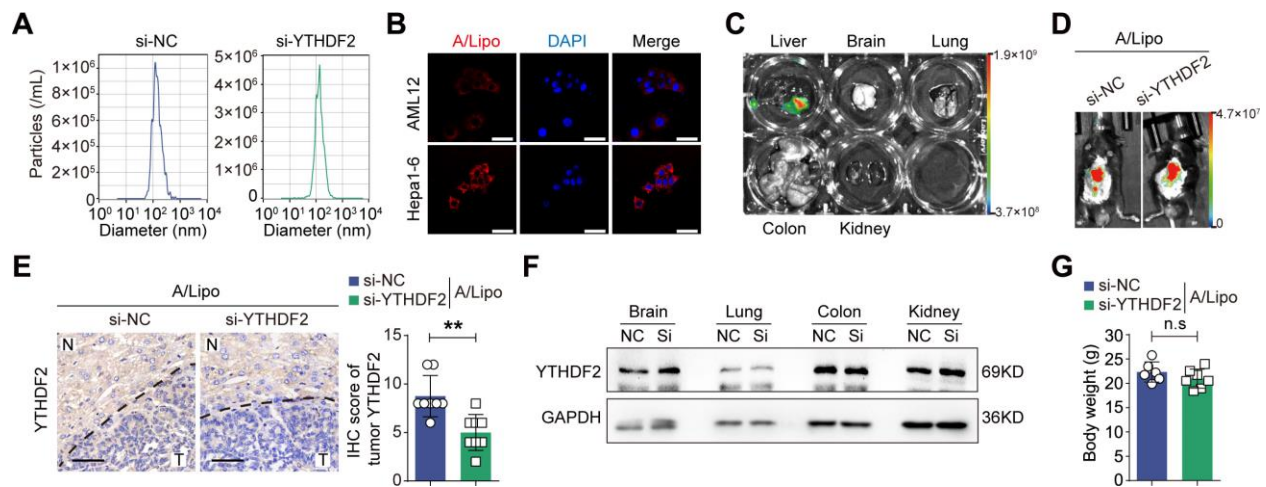 A
si-NC
si-YTHDF2
Particles (/mL)
1×10⁶
8×10⁵
6×10⁵
4×10⁵
2×10⁵
0
5×10⁶
4×10⁶
3×10⁶
2×10⁶
1×10⁶
0
10⁰ 10² 10⁴
10⁰ 10² 10⁴
Diameter (nm)
Diameter (nm)
B
A/Lipo
DAPI
Merge
AML12
Hepa1-6
C
Liver
Brain
Lung
1.9×10⁹
3.7×10⁸
Colon
Kidney
D
A/Lipo
si-NC
si-YTHDF2
4.7×10⁷
0
E
A/Lipo
si-NC
si-YTHDF2
YTHDF2
N
T
N
T
si-NC
si-YTHDF2
A/Lipo
**
IHC score of
tumor YTHDF2
15
10
5
0
F
Brain
Lung
Colon
Kidney
NC Si NC Si NC Si NC Si
YTHDF2
69KD
GAPDH
36KD
G
si-NC
si-YTHDF2
A/Lipo
n.s
Body weight (g)
30
25
20
15
10
5
0